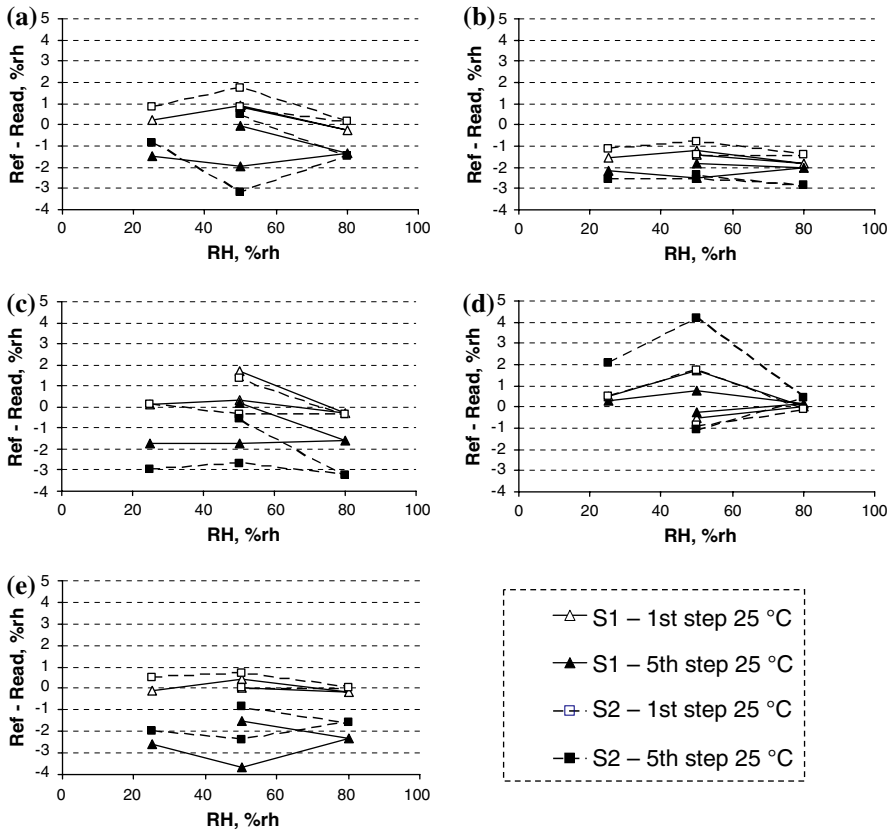 (a)
Ref - Read, %rh
5
4
3
2
1
0
-1
-2
-3
-4
0 20 40 60 80 100
RH, %rh
(b)
Ref - Read, %rh
5
4
3
2
1
0
-1
-2
-3
-4
0 20 40 60 80 100
RH, %rh
(c)
Ref - Read, %rh
5
4
3
2
1
0
-1
-2
-3
-4
0 20 40 60 80 100
RH, %rh
(d)
Ref - Read, %rh
5
4
3
2
1
0
-1
-2
-3
-4
0 20 40 60 80 100
RH, %rh
(e)
Ref - Read, %rh
5
4
3
2
1
0
-1
-2
-3
-4
0 20 40 60 80 100
RH, %rh
S1 – 1st step 25 °C
S1 – 5th step 25 °C
S2 – 1st step 25 °C
S2 – 5th step 25 °C